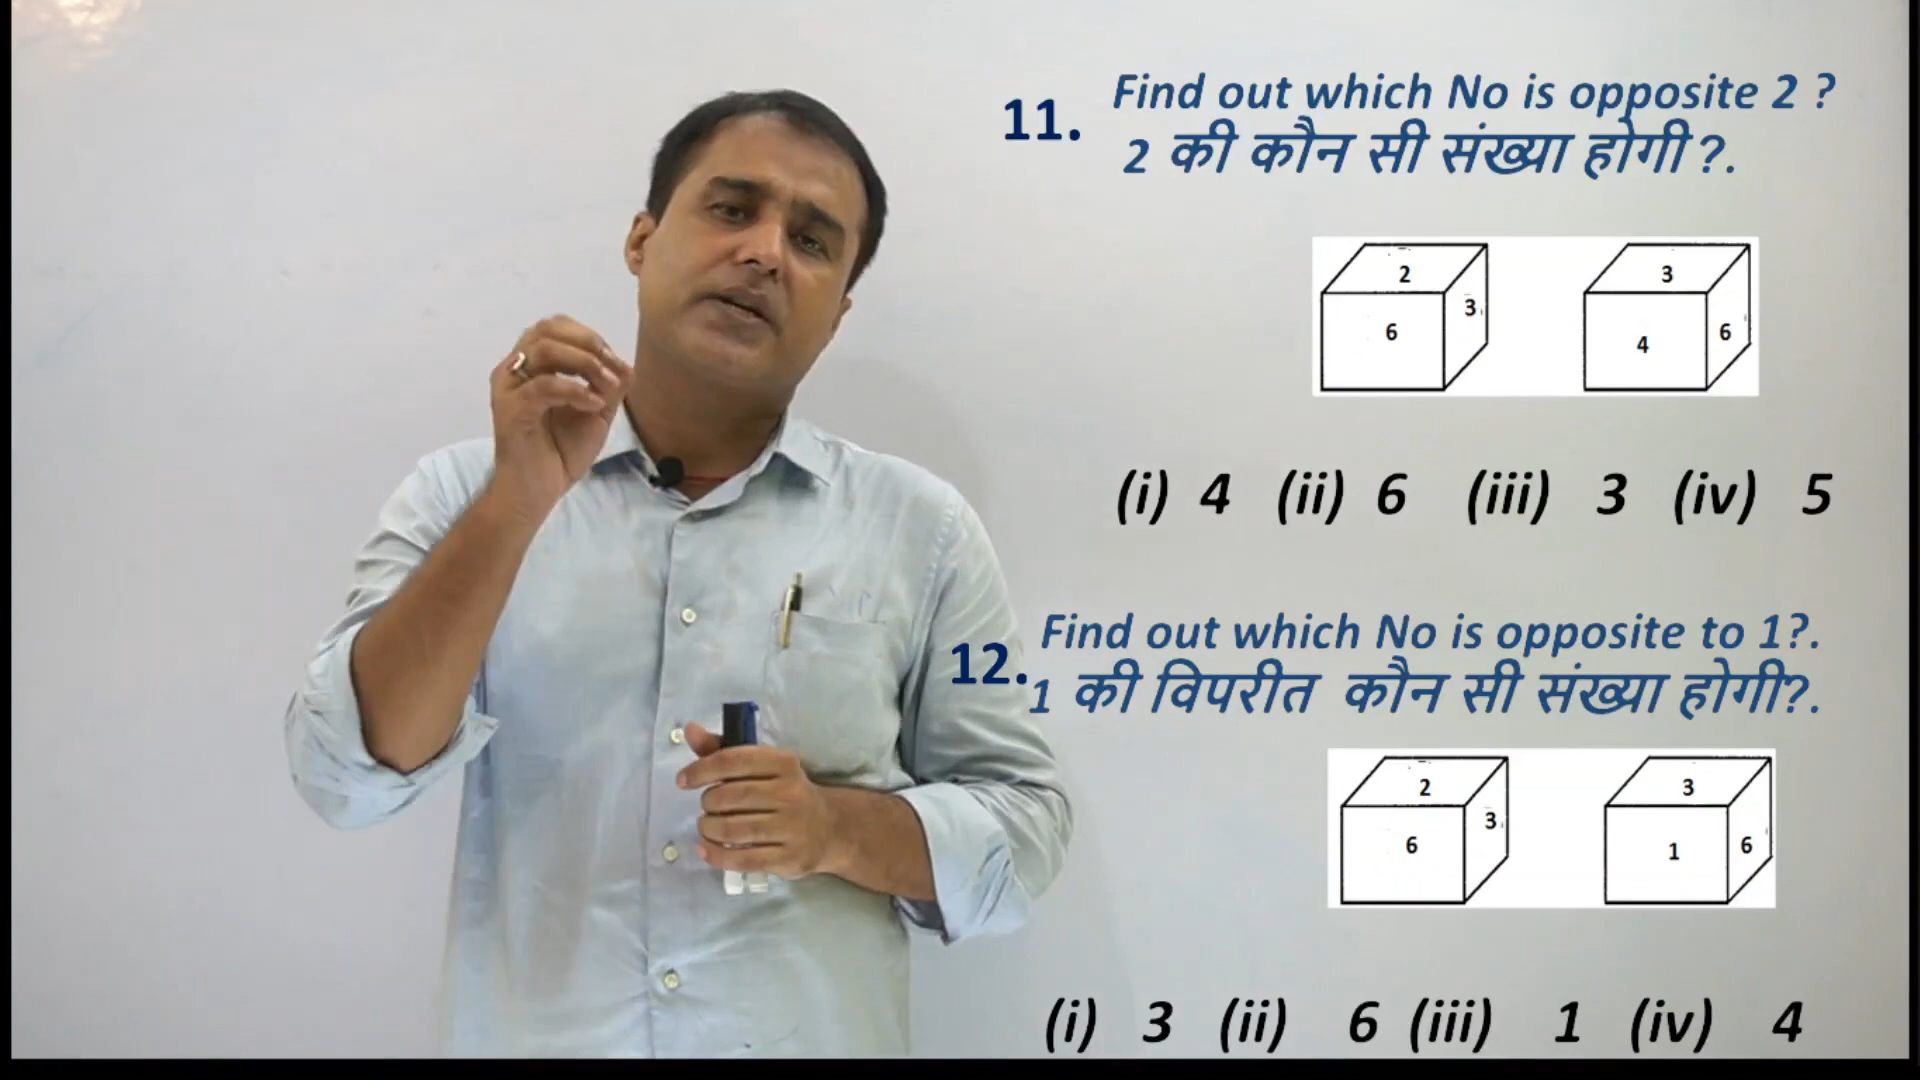 11.
Find out which No is opposite 2 ?
2 की कौन सी संख्या होगी ?.
2
6
3
3
4
6
(i) 4 (ii) 6 (iii) 3 (iv) 5
12.
Find out which No is opposite to 1?.
1 की विपरीत कौन सी संख्या होगी?.
2
6
3
3
1
6
(i) 3 (ii) 6 (iii) 1 (iv) 4